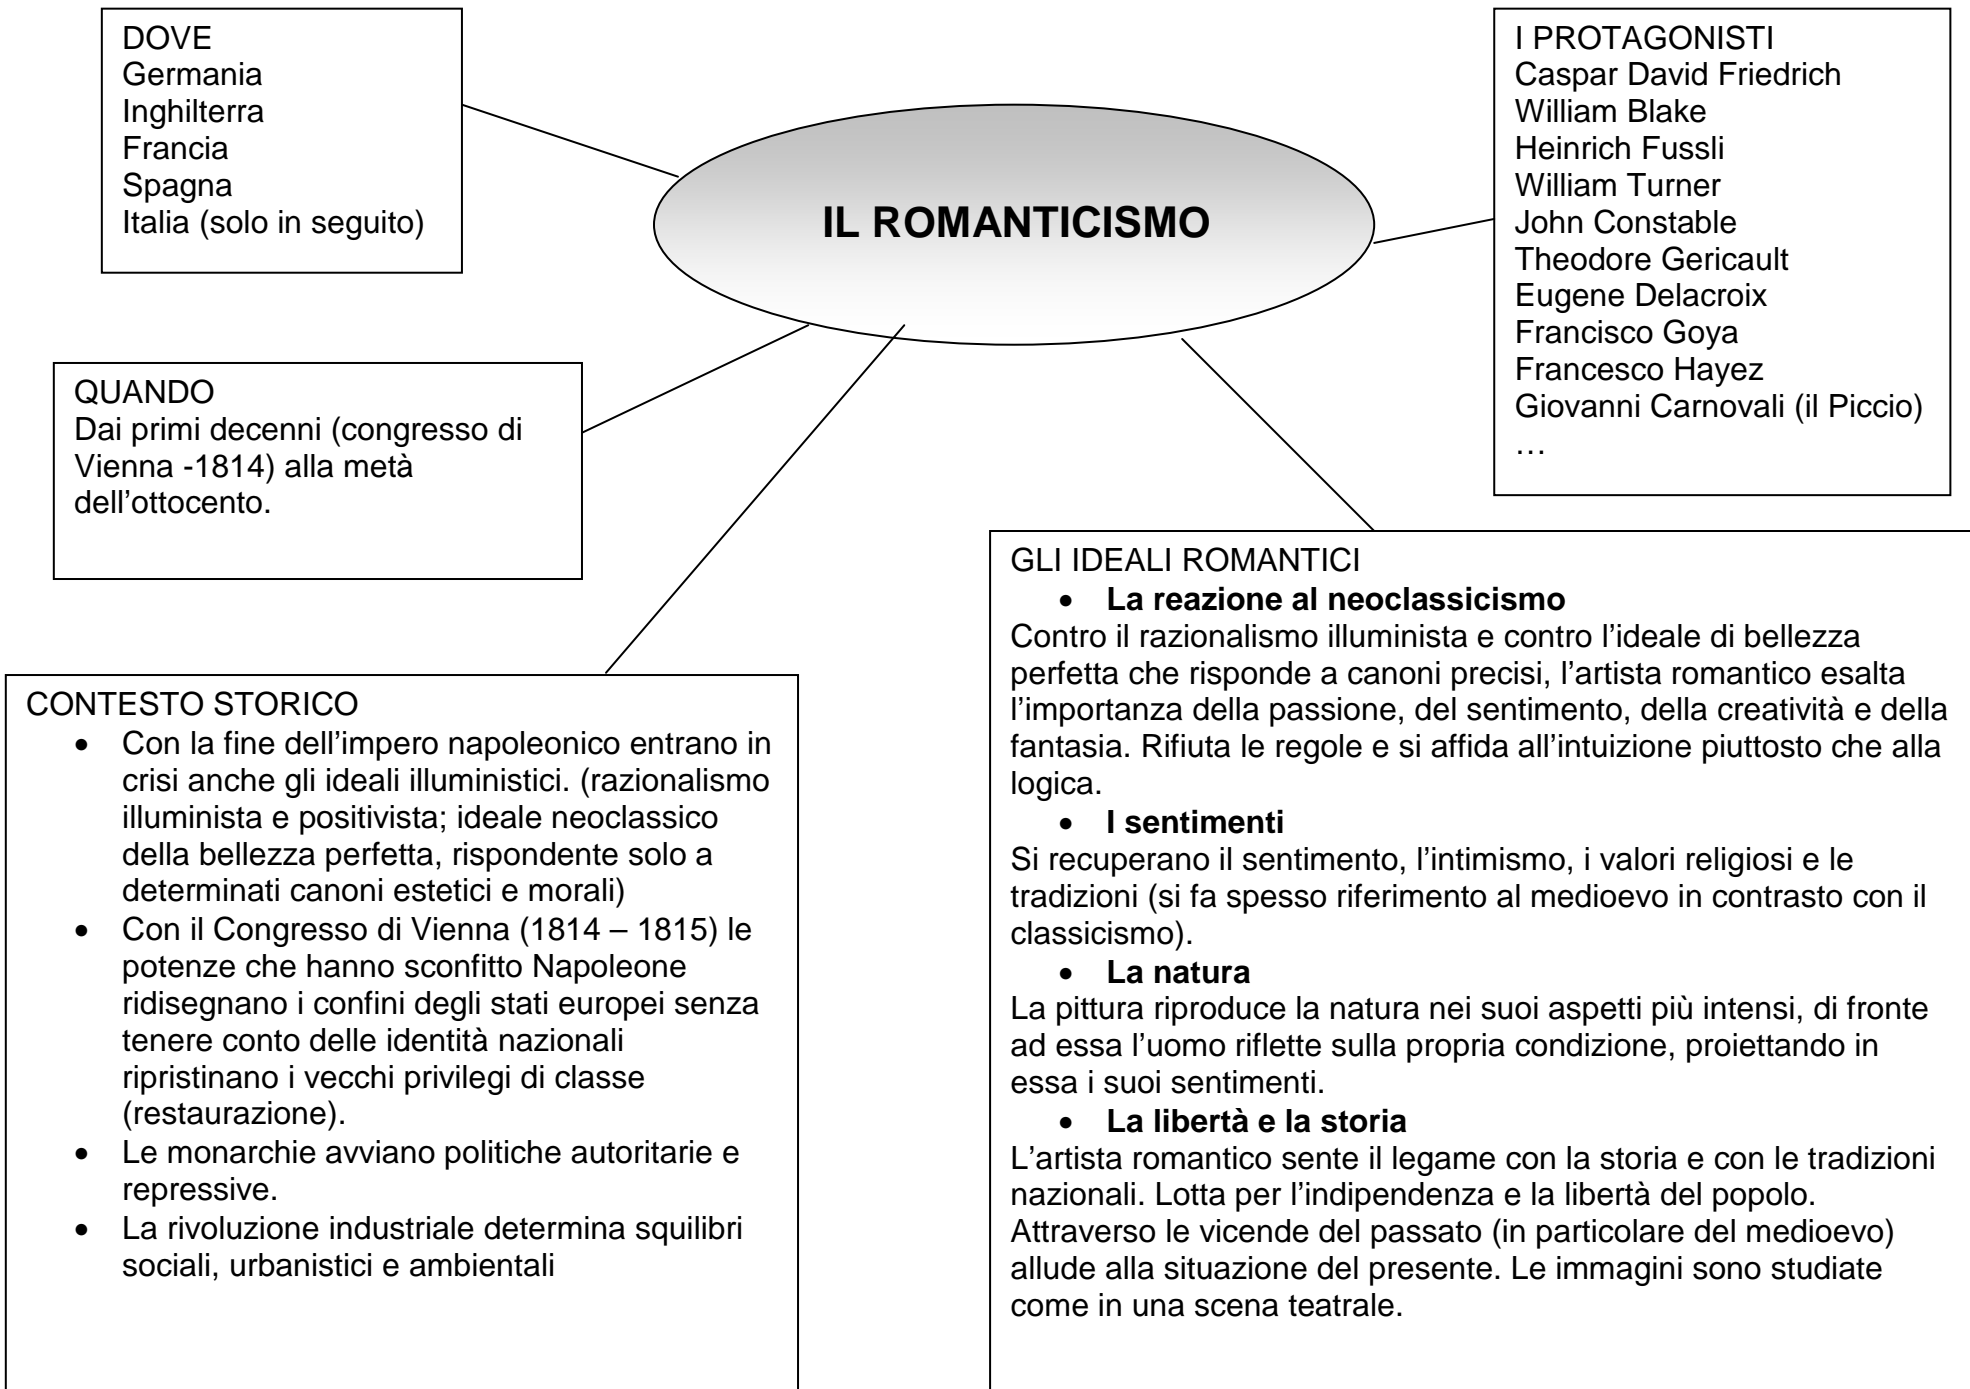 DOVE
Germania
Inghilterra
Francia
Spagna
Italia (solo in seguito)
IL ROMANTICISMO
I PROTAGONISTI
Caspar David Friedrich
William Blake
Heinrich Fussli
William Turner
John Constable
Theodore Gericault
Eugene Delacroix
Francisco Goya
Francesco Hayez
Giovanni Carnovali (il Piccio)
…
QUANDO
Dai primi decenni (congresso di
Vienna -1814) alla metà
dell’ottocento.
CONTESTO STORICO
• Con la fine dell’impero napoleonico entrano in
crisi anche gli ideali illuministici. (razionalismo
illuminista e positivista; ideale neoclassico
della bellezza perfetta, rispondente solo a
determinati canoni estetici e morali)
• Con il Congresso di Vienna (1814 – 1815) le
potenze che hanno sconfitto Napoleone
ridisegnano i confini degli stati europei senza
tenere conto delle identità nazionali
ripristinano i vecchi privilegi di classe
(restaurazione).
• Le monarchie avviano politiche autoritarie e
repressive.
• La rivoluzione industriale determina squilibri
sociali, urbanistici e ambientali
GLI IDEALI ROMANTICI
• La reazione al neoclassicismo
Contro il razionalismo illuminista e contro l’ideale di bellezza
perfetta che risponde a canoni precisi, l’artista romantico esalta
l’importanza della passione, del sentimento, della creatività e della
fantasia. Rifiuta le regole e si affida all’intuizione piuttosto che alla
logica.
• I sentimenti
Si recuperano il sentimento, l’intimismo, i valori religiosi e le
tradizioni (si fa spesso riferimento al medioevo in contrasto con il
classicismo).
• La natura
La pittura riproduce la natura nei suoi aspetti più intensi, di fronte
ad essa l’uomo riflette sulla propria condizione, proiettando in
essa i suoi sentimenti.
• La libertà e la storia
L’artista romantico sente il legame con la storia e con le tradizioni
nazionali. Lotta per l’indipendenza e la libertà del popolo.
Attraverso le vicende del passato (in particolare del medioevo)
allude alla situazione del presente. Le immagini sono studiate
come in una scena teatrale.